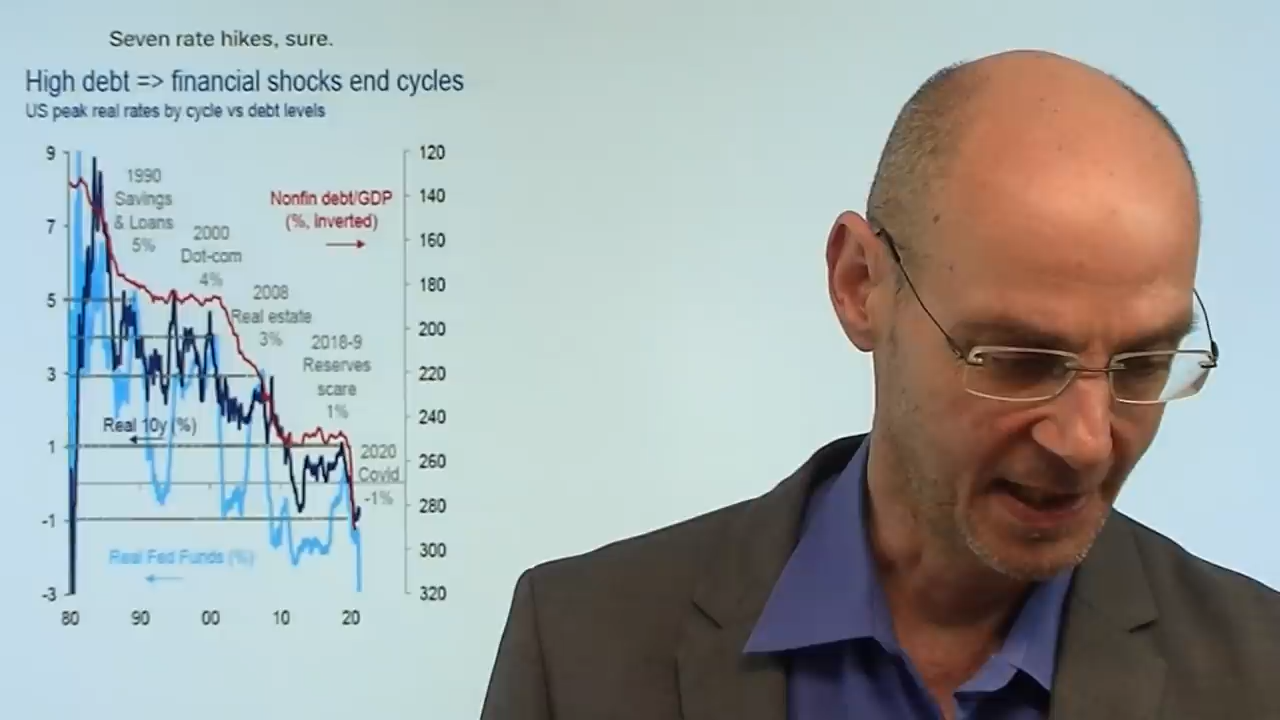 Seven rate hikes, sure.
High debt => financial shocks end cycles
US peak real rates by cycle vs debt levels
9
7
5
3
1
-1
-3
120
140
160
180
200
220
240
260
280
300
320
1990
Savings
& Loans
5%
2000
Dot-com
4%
2008
Real estate
3%
2018-9
Reserves
scare
1%
2020
Covid
-1%
Nonfin debt/GDP
(%, inverted)
Real 10y (%)
Real Fed Funds (%)
80 90 00 10 20